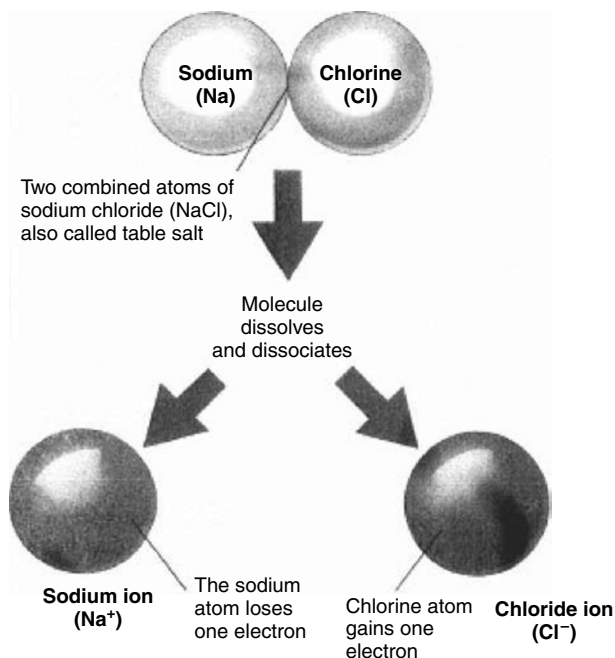 Sodium
(Na)
Chlorine
(Cl)
Two combined atoms of
sodium chloride (NaCl),
also called table salt
Molecule
dissolves
and dissociates
Sodium ion
(Na⁺)
The sodium
atom loses
one electron
Chlorine atom
gains one
electron
Chloride ion
(Cl⁻)